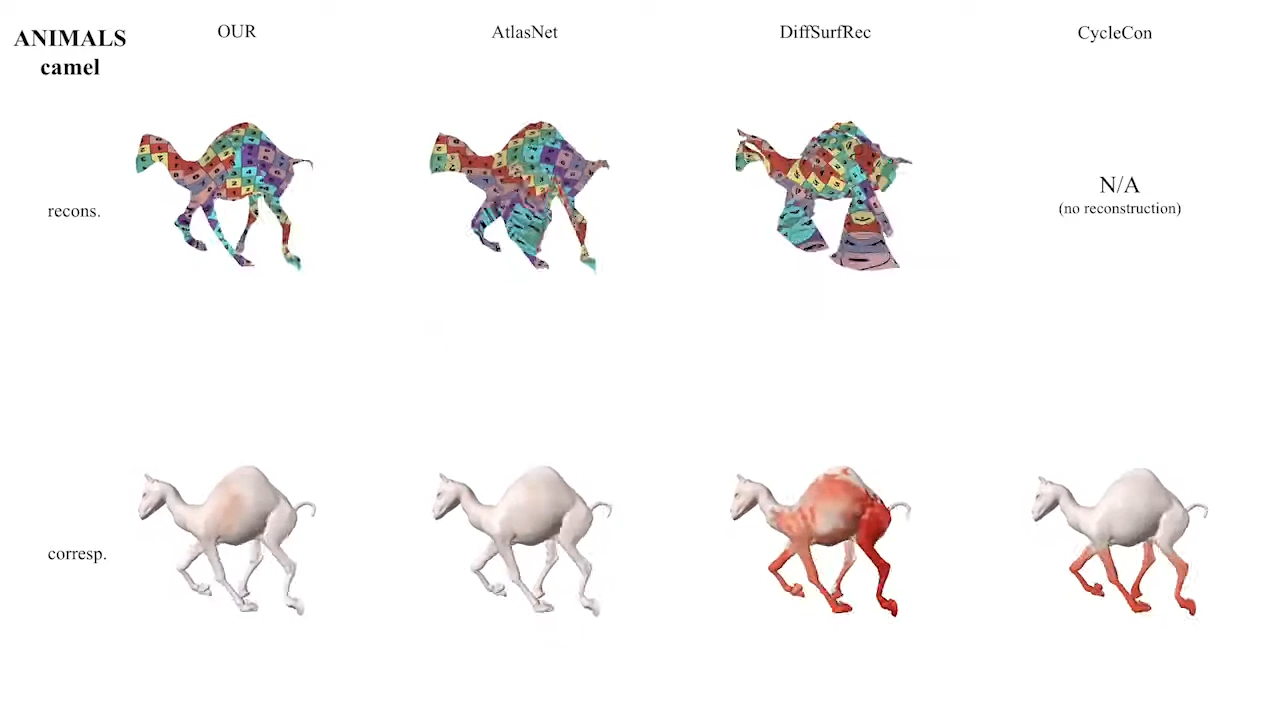 ANIMALS
camel
OUR
AtlasNet
DiffSurfRec
CycleCon
recons.
N/A
(no reconstruction)
corresp.